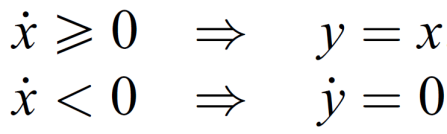 ẋ ⩾ 0 ⇒ y = x
ẋ < 0 ⇒ ẏ = 0